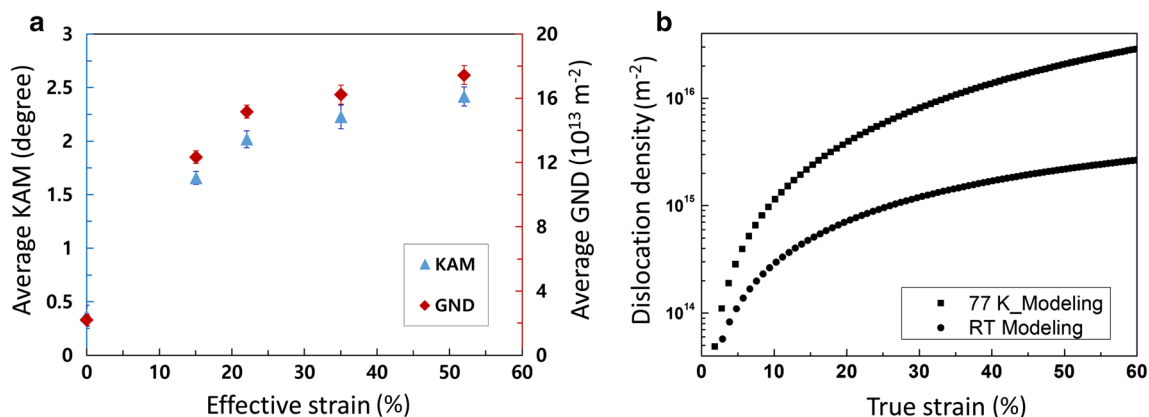 a
3
2.5
2
1.5
1
0.5
0
Average KAM (degree)
0 10 20 30 40 50 60
Effective strain (%)
20
16
12
8
4
0
Average GND (10¹³ m⁻²)
KAM
GND
b
10¹⁶
10¹⁵
10¹⁴
Dislocation density (m⁻²)
0 10 20 30 40 50 60
True strain (%)
77 K_Modeling
RT Modeling